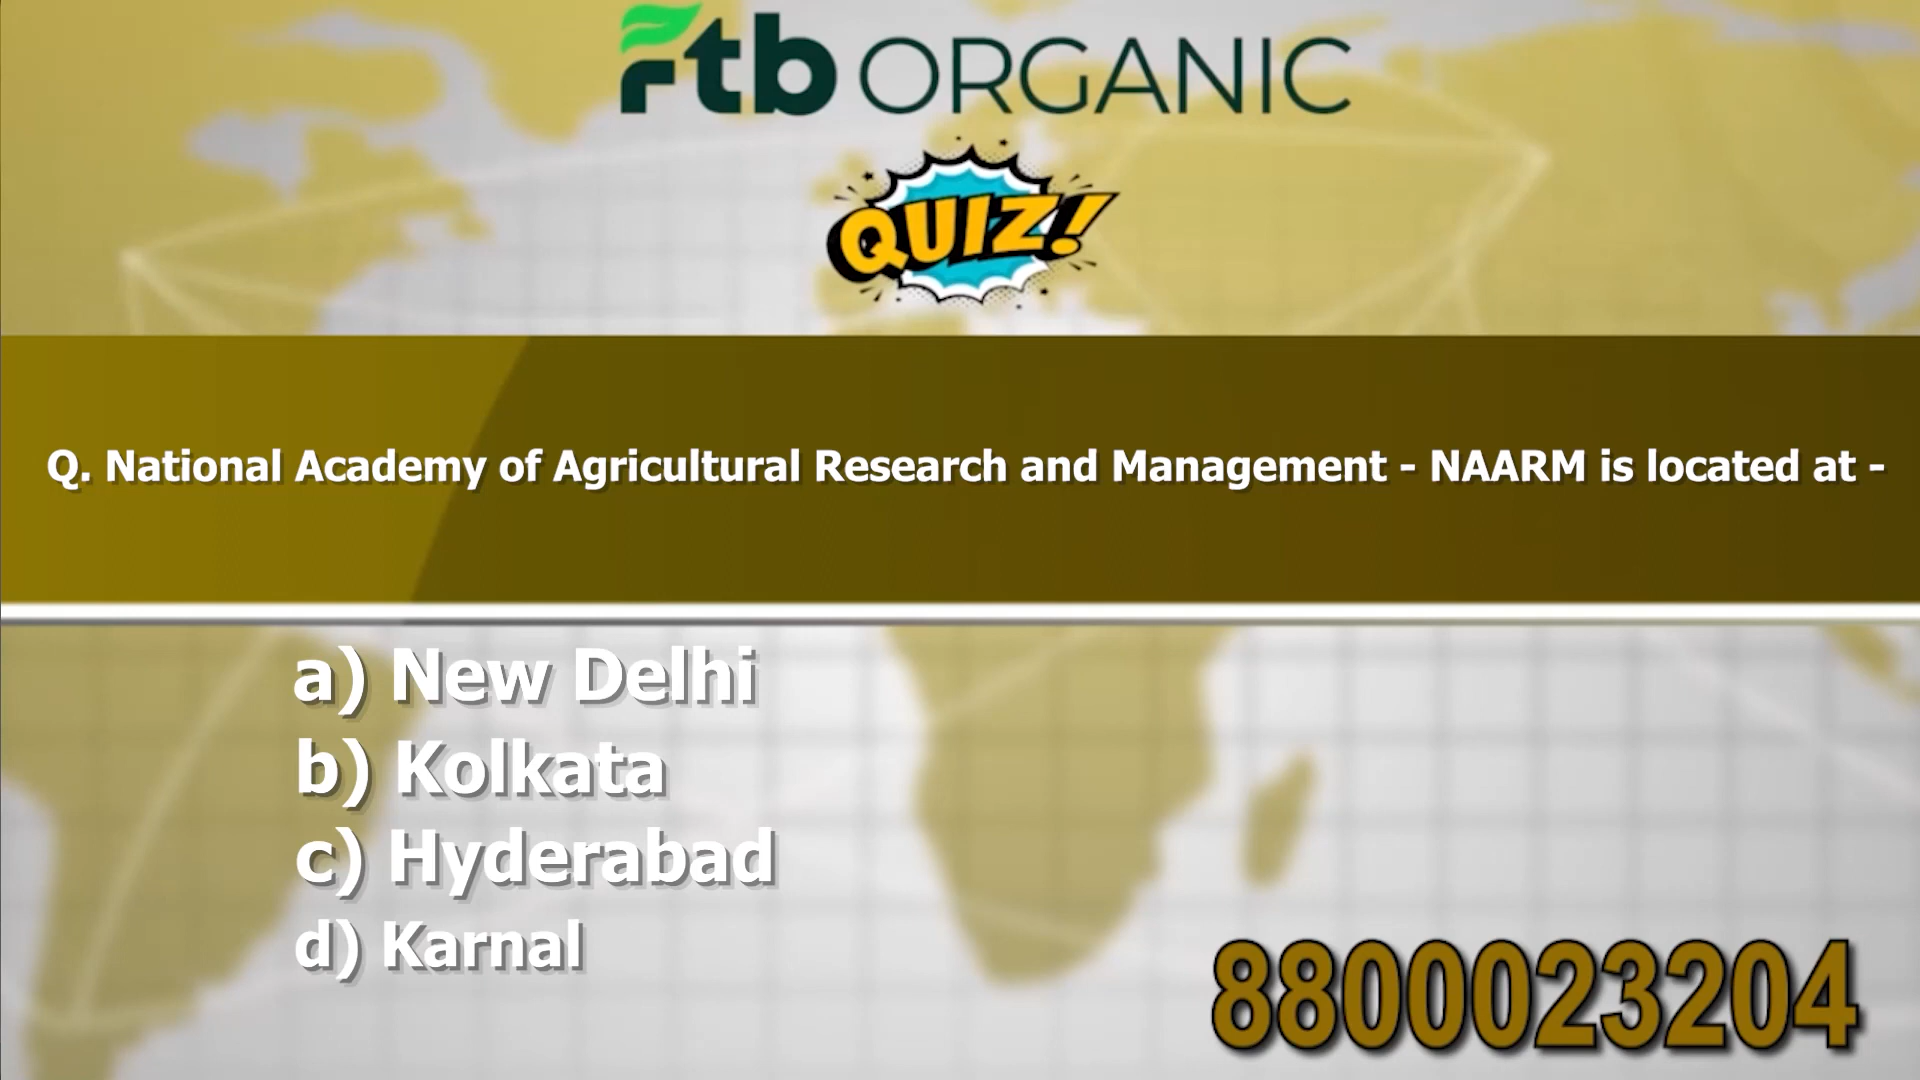 Ftb ORGANIC
QUIZ!
Q. National Academy of Agricultural Research and Management - NAARM is located at -
a) New Delhi
b) Kolkata
c) Hyderabad
d) Karnal
8800023204